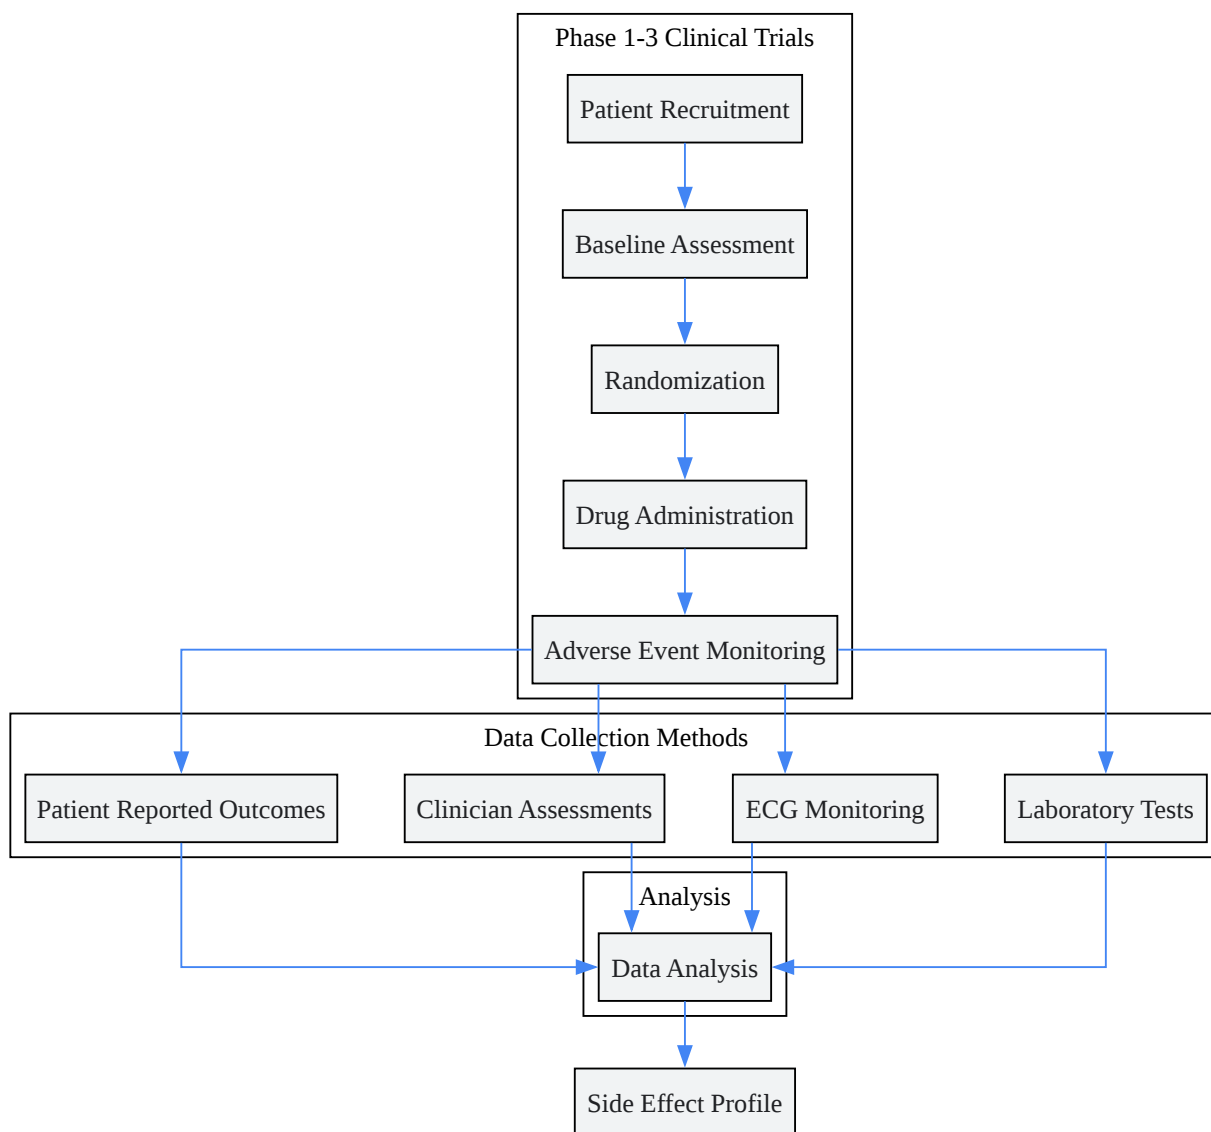 Phase 1-3 Clinical Trials
Patient Recruitment
Baseline Assessment
Randomization
Drug Administration
Adverse Event Monitoring
Data Collection Methods
Patient Reported Outcomes
Clinician Assessments
ECG Monitoring
Laboratory Tests
Analysis
Data Analysis
Side Effect Profile